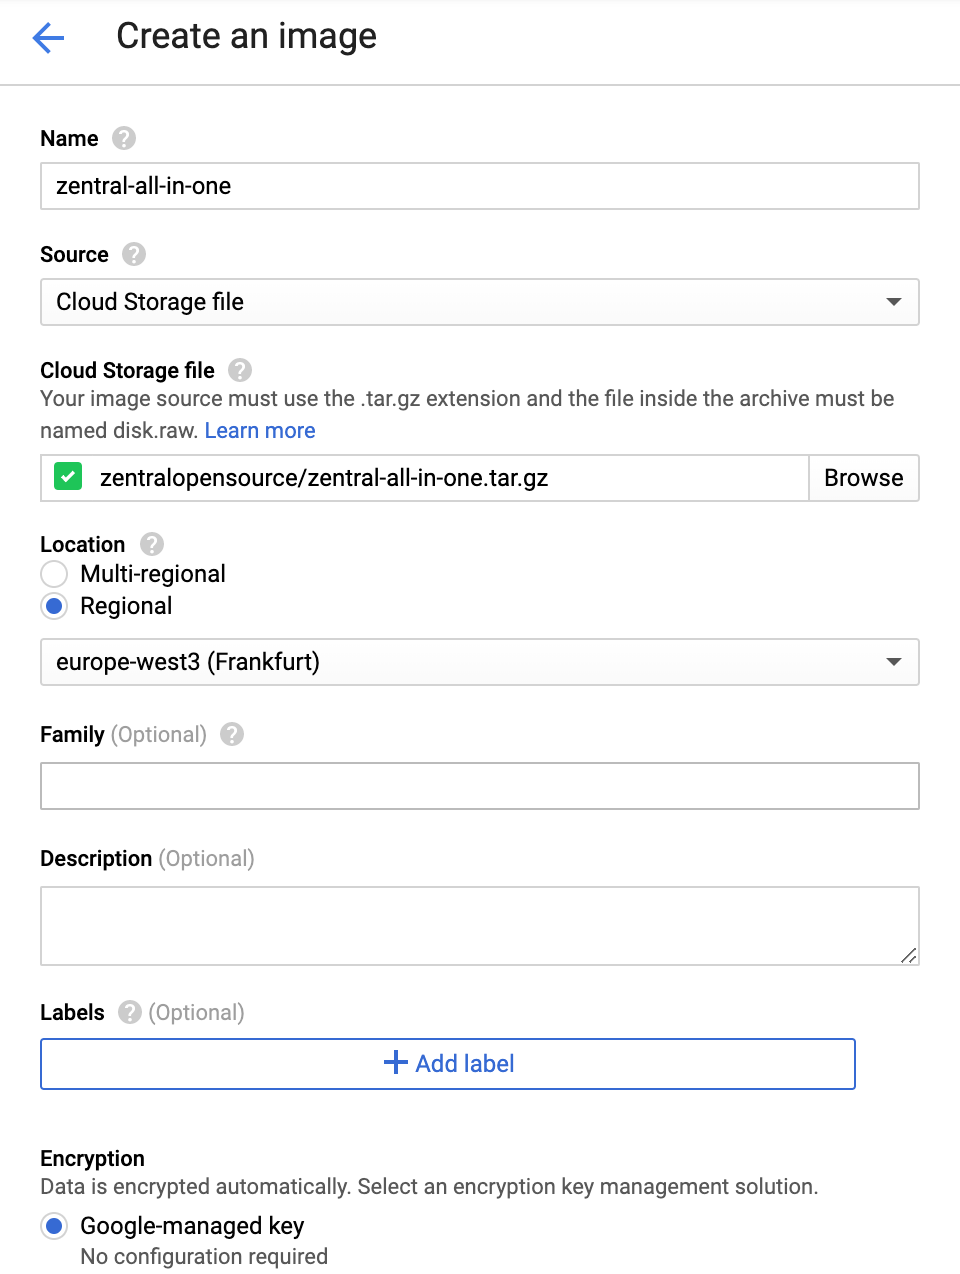 Create an image
Name ?
zentral-all-in-one
Source ?
Cloud Storage file
Cloud Storage file ?
Your image source must use the .tar.gz extension and the file inside the archive must be
named disk.raw. Learn more
zentralopensource/zentral-all-in-one.tar.gz Browse
Location ?
Multi-regional
Regional
europe-west3 (Frankfurt)
Family (Optional) ?
Description (Optional)
Labels ? (Optional)
+ Add label
Encryption
Data is encrypted automatically. Select an encryption key management solution.
Google-managed key
No configuration required